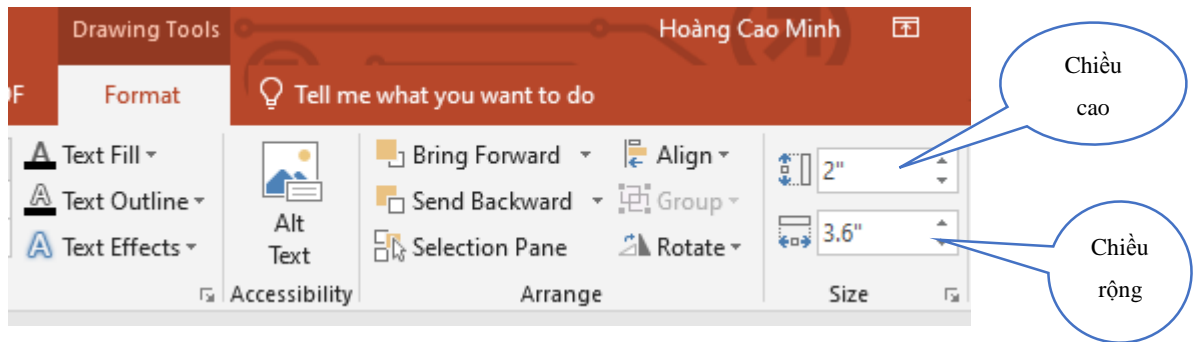 Drawing Tools
Hoàng Cao Minh
F
Format
Tell me what you want to do
Chiều
cao
A Text Fill
A Text Outline
A Text Effects
Alt
Text
Bring Forward
Send Backward
Selection Pane
Align
Group
Rotate
2"
3.6"
Accessibility
Arrange
Size
Chiều
rộng